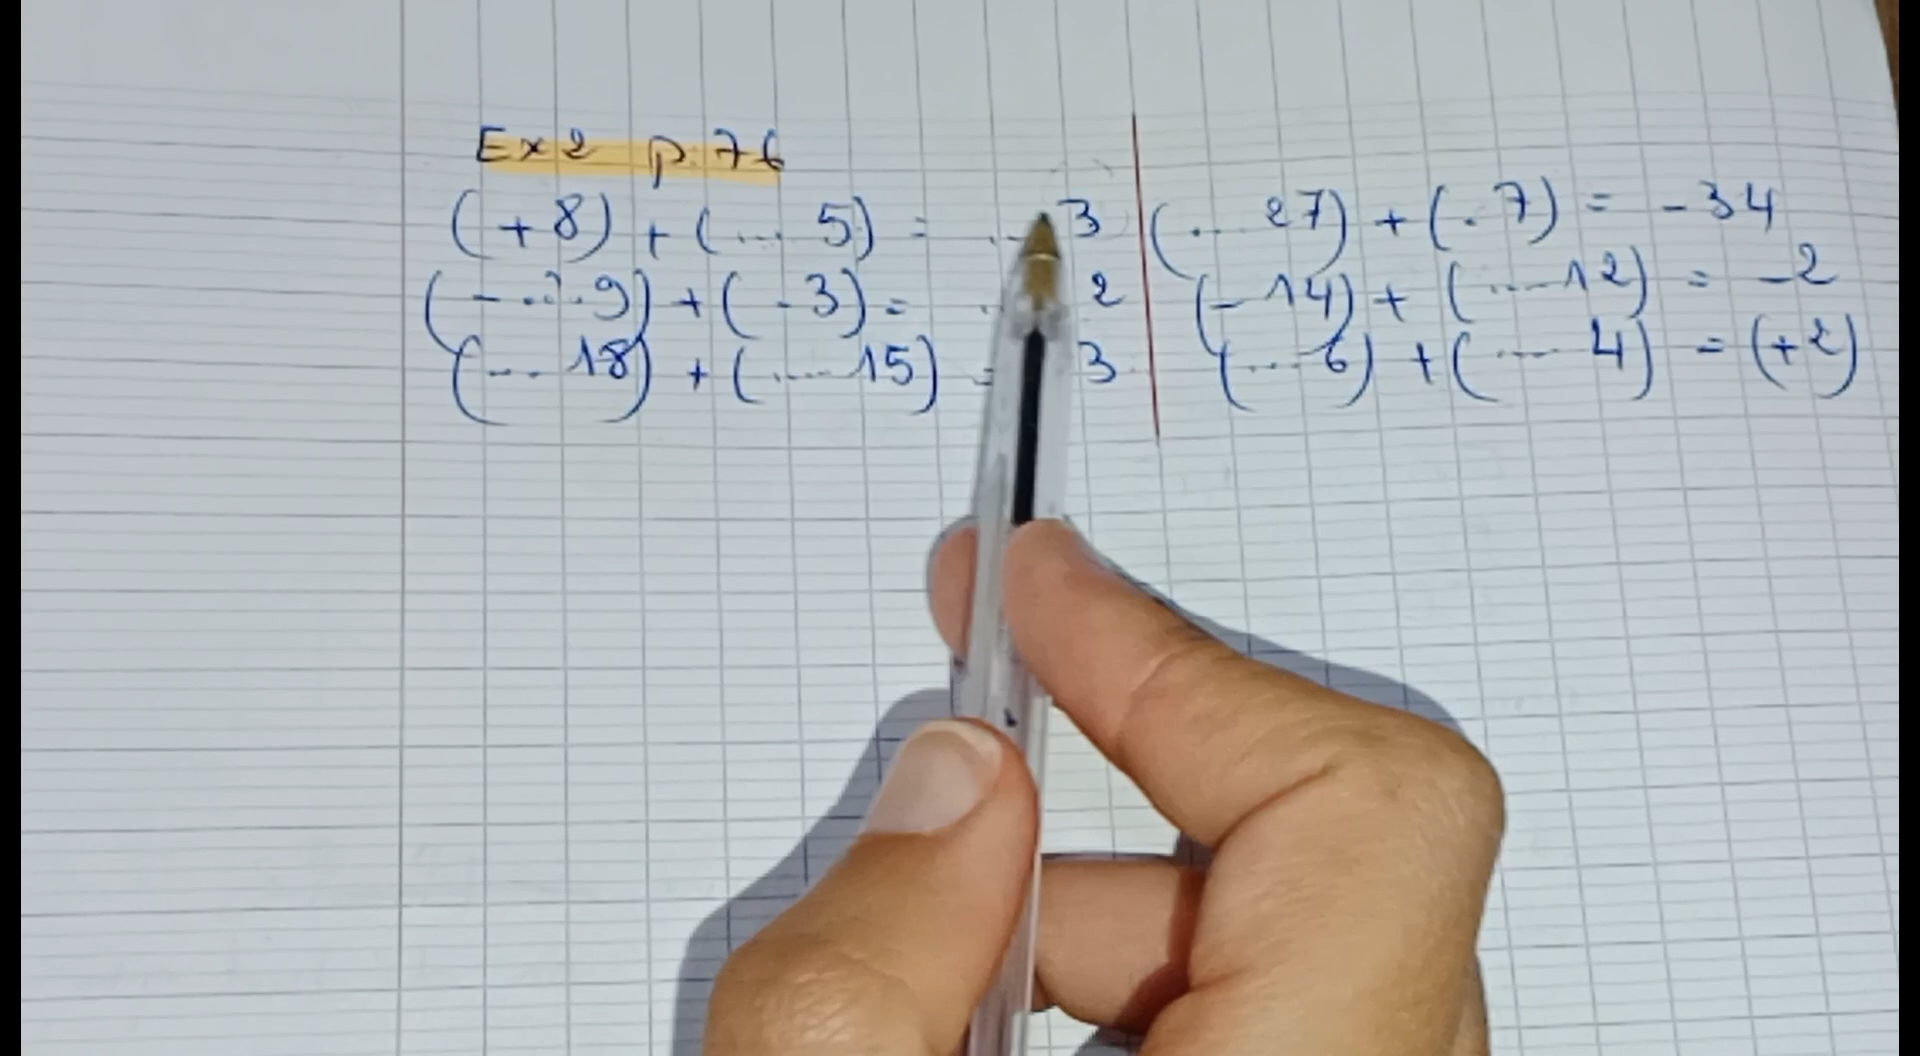 Ex 2 p. 76
(+8) + (... 5) = ... 3
(- ... 9) + (-3) = ... 2
(... 18) + (.... 15) = 3
(... 27) + (. 7) = -34
(-14) + (.... 12) = -2
(... 6) + (.... 4) = (+2)